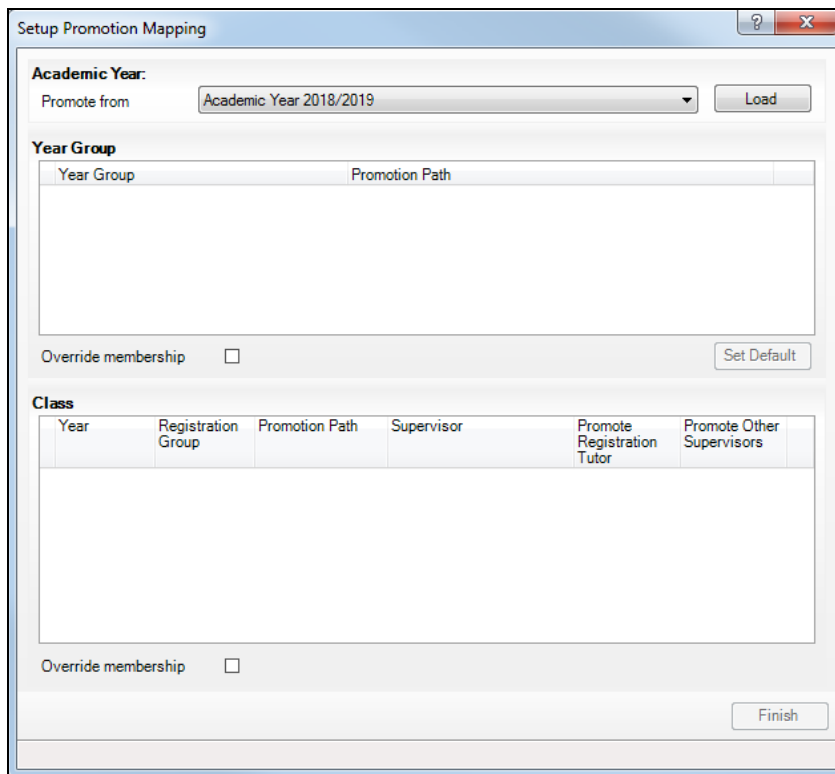 Setup Promotion Mapping
?
X
Academic Year:
Promote from
Academic Year 2018/2019
Load
Year Group
Year Group Promotion Path
Override membership
Set Default
Class
Year Registration Group Promotion Path Supervisor Promote Registration Tutor Promote Other Supervisors
Override membership
Finish